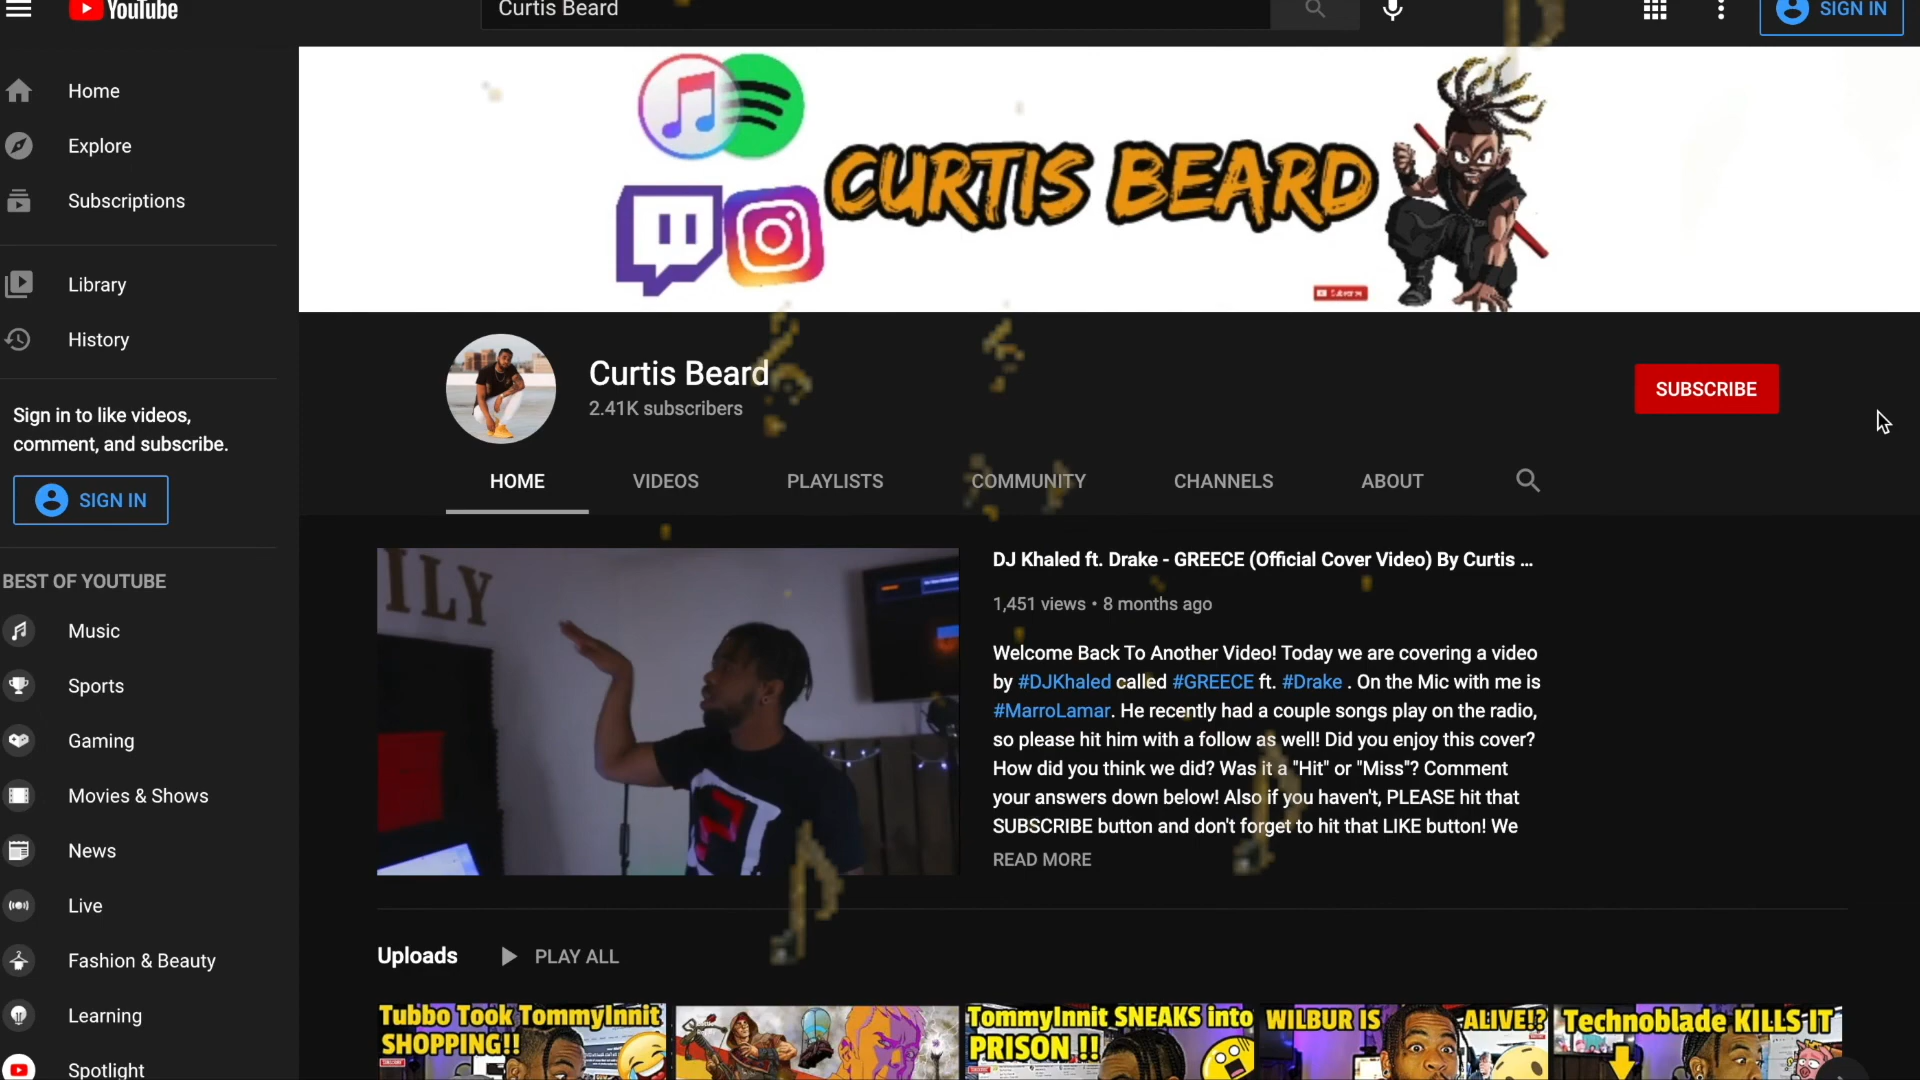 YouTube
Curtis Beard
SIGN IN
Home
Explore
Subscriptions
Library
History
Sign in to like videos,
comment, and subscribe.
SIGN IN
BEST OF YOUTUBE
Music
Sports
Gaming
Movies & Shows
News
Live
Fashion & Beauty
Learning
Spotlight
CURTIS BEARD
Curtis Beard
2.41K subscribers
SUBSCRIBE
HOME
VIDEOS
PLAYLISTS
COMMUNITY
CHANNELS
ABOUT
ILY
DJ Khaled ft. Drake - GREECE (Official Cover Video) By Curtis ...
1,451 views • 8 months ago
Welcome Back To Another Video! Today we are covering a video
by #DJKhaled called #GREECE ft. #Drake . On the Mic with me is
#MarroLamar. He recently had a couple songs play on the radio,
so please hit him with a follow as well! Did you enjoy this cover?
How did you think we did? Was it a "Hit" or "Miss"? Comment
your answers down below! Also if you haven't, PLEASE hit that
SUBSCRIBE button and don't forget to hit that LIKE button! We
READ MORE
Uploads
PLAY ALL
Tubbo Took TommyInnit
SHOPPING!!
TommyInnit SNEAKS into
PRISON !!
WILBUR IS
ALIVE!?
Technoblade KILLS IT